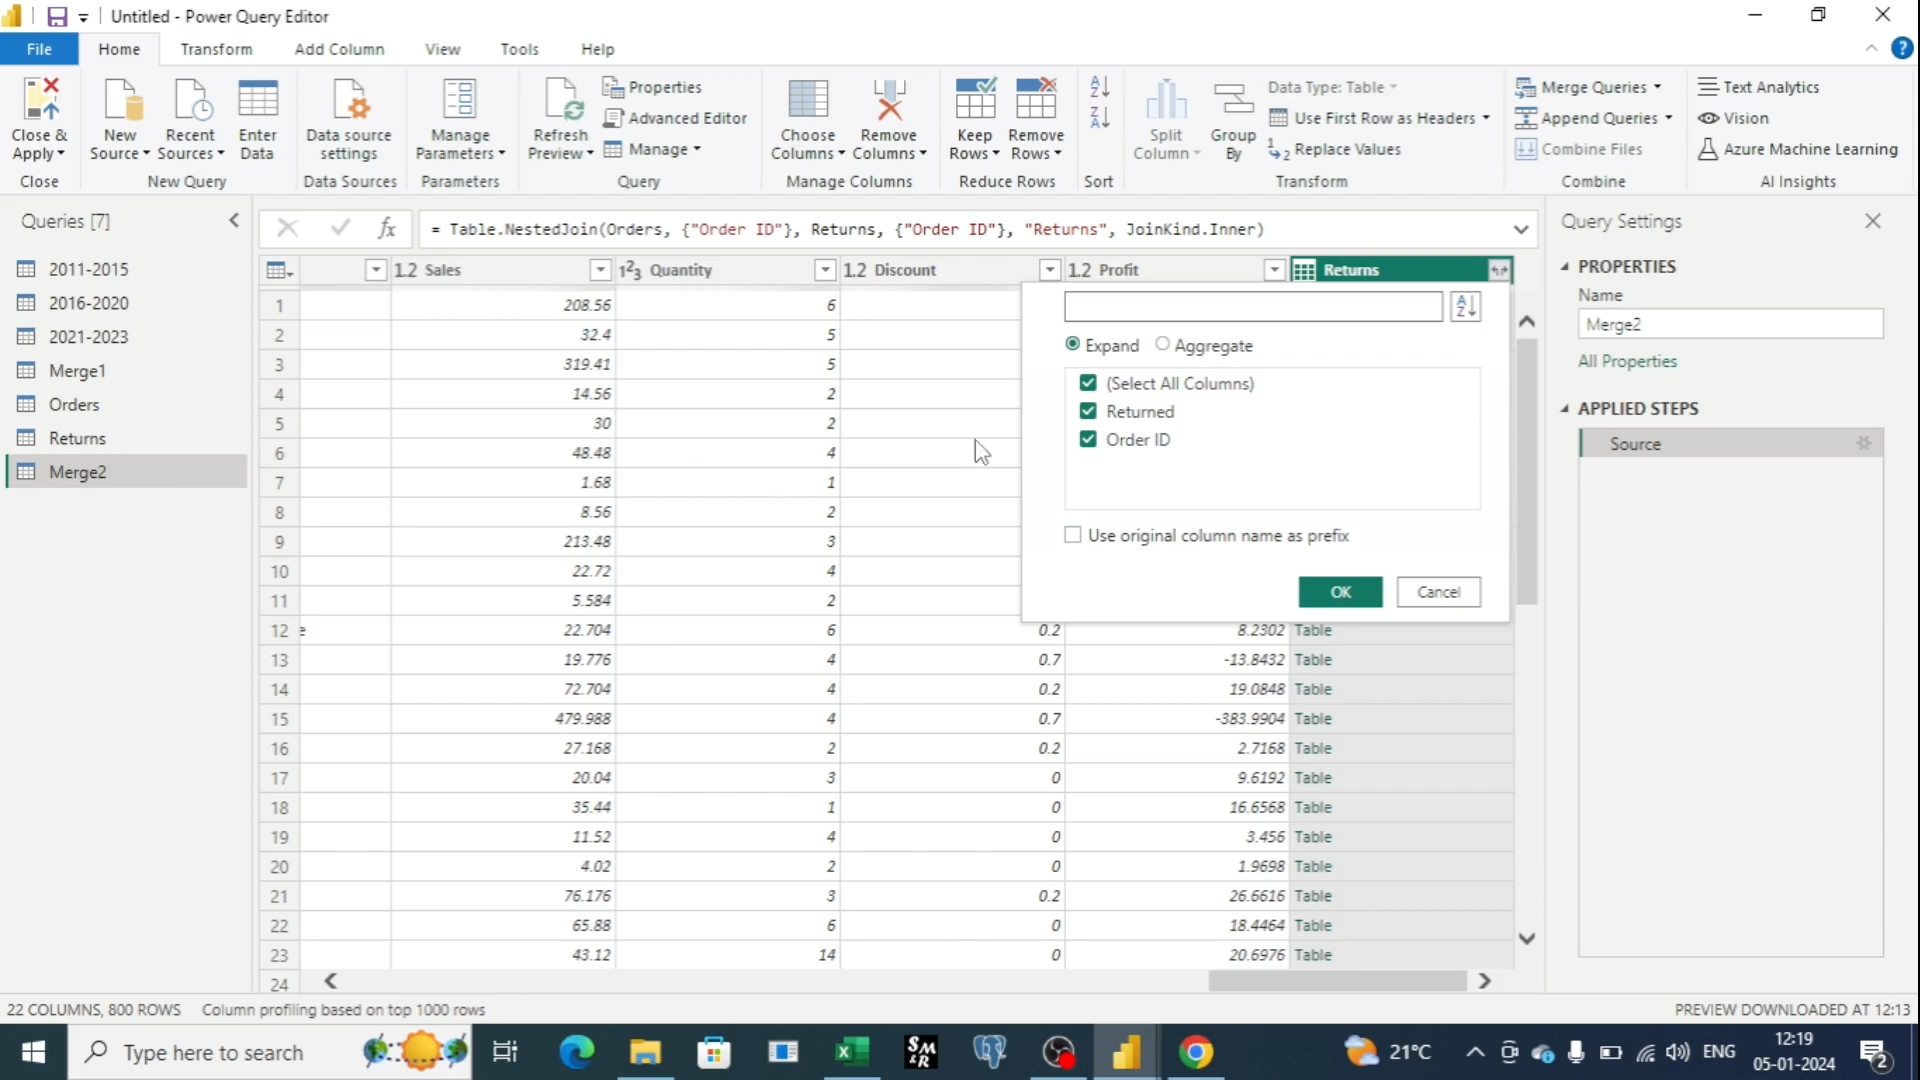 Untitled - Power Query Editor
File Home Transform Add Column View Tools Help
Close & Apply
Close
New Source
Recent Sources
Enter Data
New Query
Data source settings
Data Sources
Manage Parameters
Parameters
Refresh Preview
Properties
Advanced Editor
Manage
Query
Choose Columns
Remove Columns
Manage Columns
Keep Rows
Remove Rows
Reduce Rows
Sort
Split Column
Group By
Data Type: Table
Use First Row as Headers
Replace Values
Transform
Merge Queries
Append Queries
Combine Files
Combine
Text Analytics
Vision
Azure Machine Learning
AI Insights
Queries [7]
2011-2015
2016-2020
2021-2023
Merge1
Orders
Returns
Merge2
fx = Table.NestedJoin(Orders, {"Order ID"}, Returns, {"Order ID"}, "Returns", JoinKind.Inner)
1.2 Sales 123 Quantity 1.2 Discount 1.2 Profit Returns
1 208.56 6
2 32.4 5
3 319.41 5
4 14.56 2
5 30 2
6 48.48 4
7 1.68 1
8 8.56 2
9 213.48 3
10 22.72 4
11 5.584 2
12 e 22.704 6 0.2 8.2302 Table
13 19.776 4 0.7 -13.8432 Table
14 72.704 4 0.2 19.0848 Table
15 479.988 4 0.7 -383.9904 Table
16 27.168 2 0.2 2.7168 Table
17 20.04 3 0 9.6192 Table
18 35.44 1 0 16.6568 Table
19 11.52 4 0 3.456 Table
20 4.02 2 0 1.9698 Table
21 76.176 3 0.2 26.6616 Table
22 65.88 6 0 18.4464 Table
23 43.12 14 0 20.6976 Table
24
Expand Aggregate
(Select All Columns)
Returned
Order ID
Use original column name as prefix
OK Cancel
Query Settings
PROPERTIES
Name
Merge2
All Properties
APPLIED STEPS
Source
22 COLUMNS, 800 ROWS Column profiling based on top 1000 rows
PREVIEW DOWNLOADED AT 12:13
Type here to search
SM
&R
21°C
ENG
12:19
05-01-2024
2